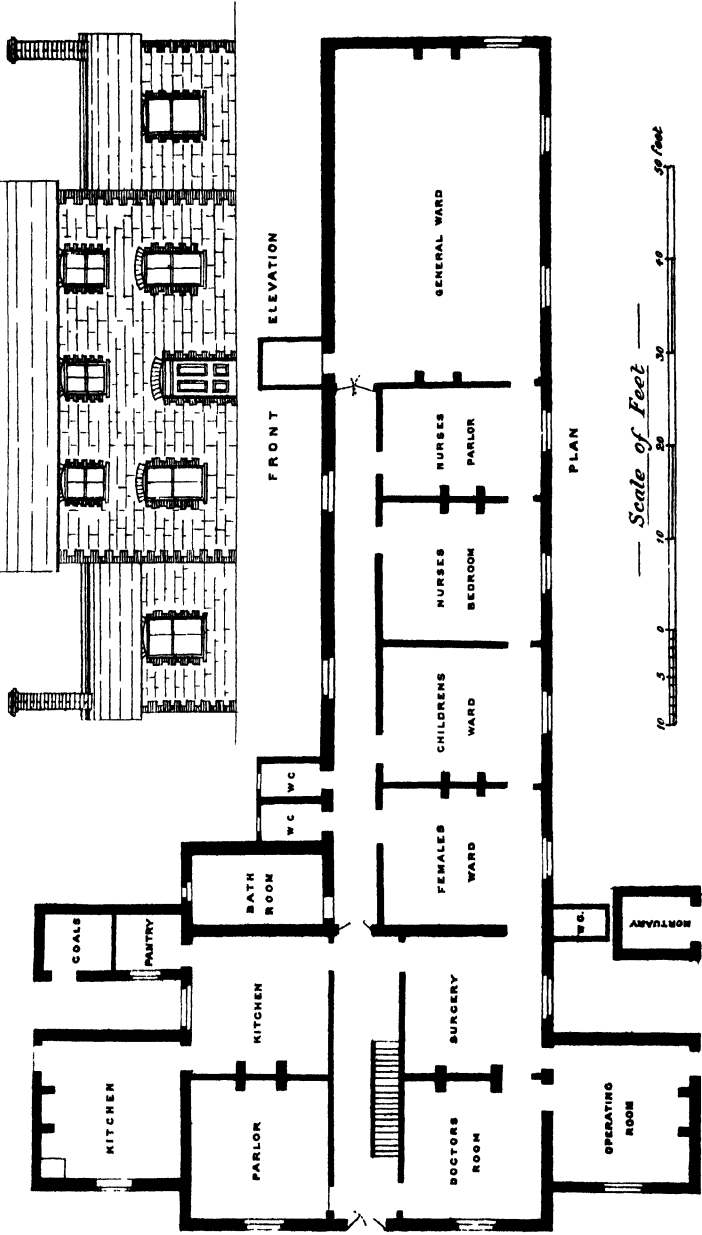 FRONT ELEVATION
COALS
PANTRY
KITCHEN
KITCHEN
PARLOR
BATH
ROOM
WC
WC
DOCTORS
ROOM
SURGERY
FEMALES
WARD
CHILDRENS
WARD
NURSES
BEDROOM
NURSES
PARLOR
GENERAL WARD
OPERATING
ROOM
W.C.
MORTUARY
PLAN
— Scale of Feet —
10 5 0 10 20 30 40 50 feet